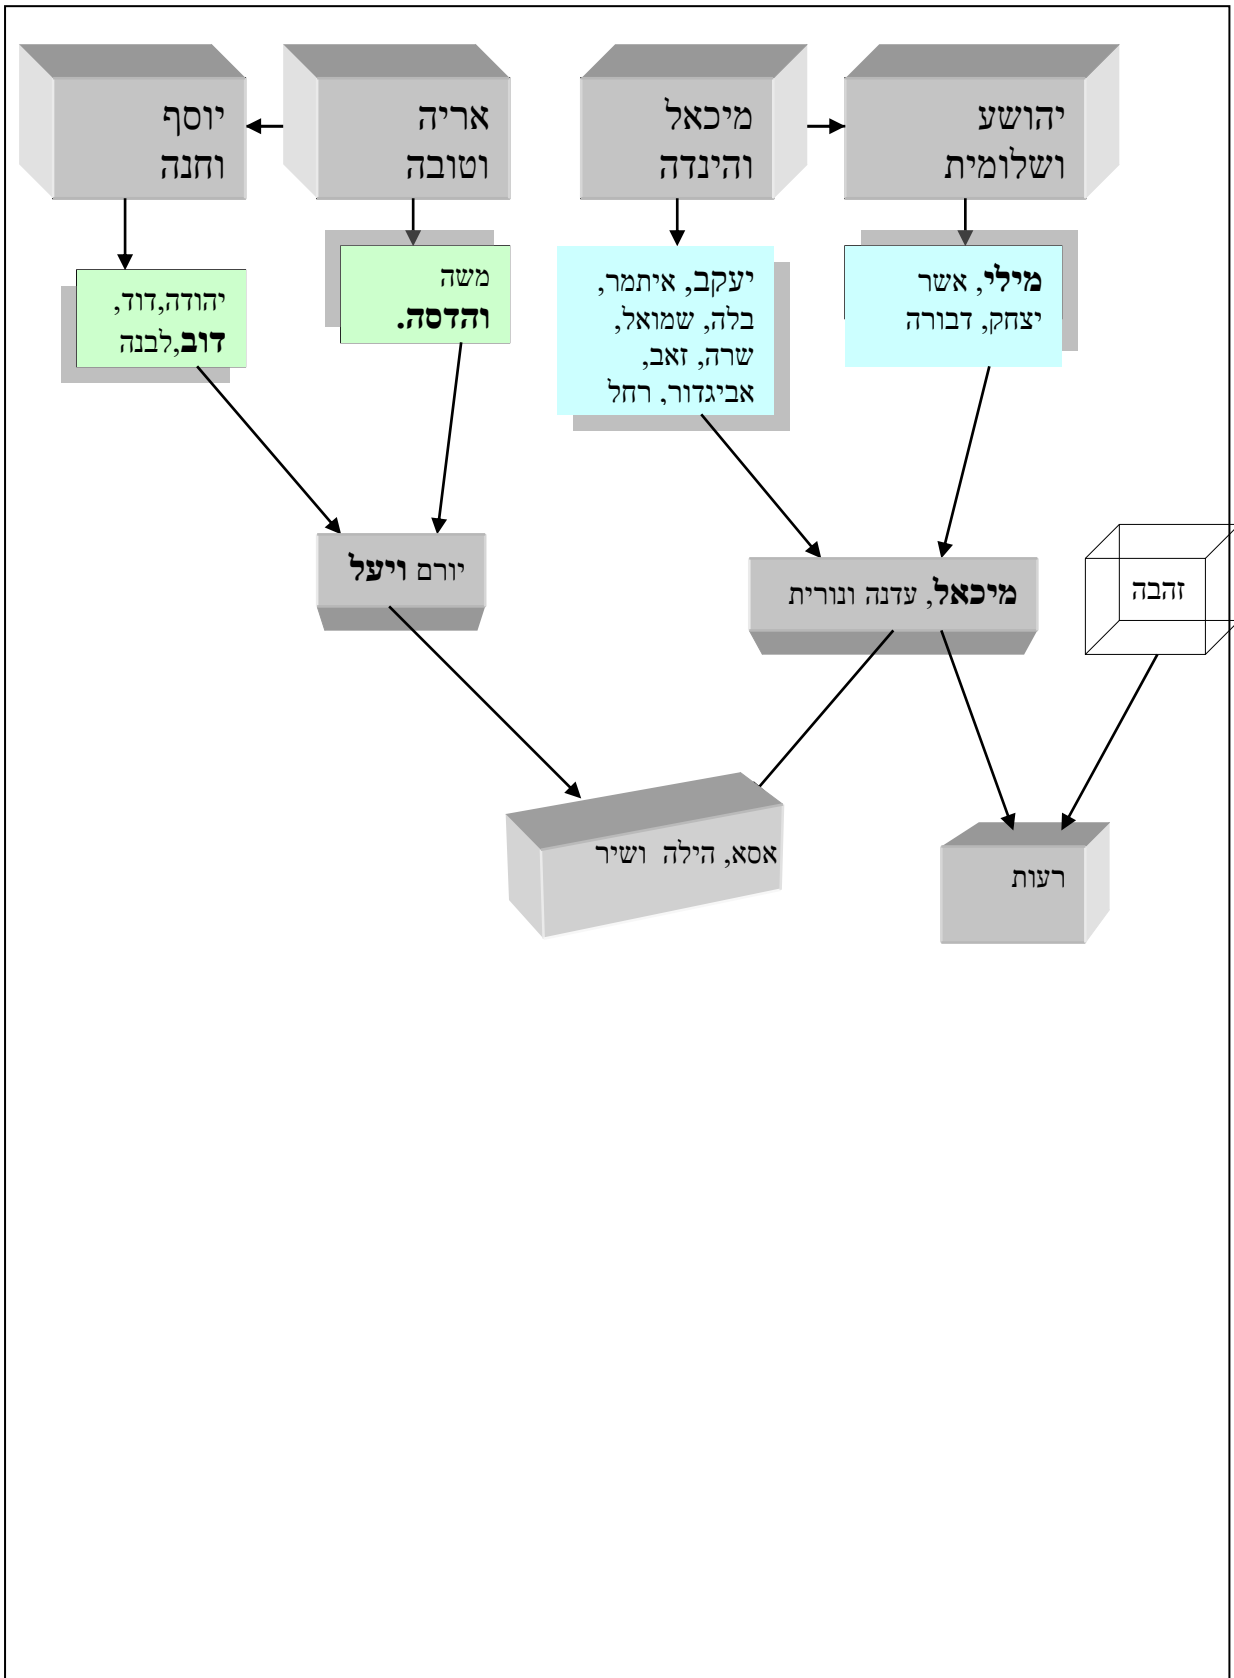 יהושע
ושלומית
מיכאל
והינדה
אריה
וטובה
יוסף
וחנה
מילי, אשר
יצחק, דבורה
יעקב, איתמר,
בלה, שמואל,
שרה, זאב,
אביגדור, רחל
משה
והדסה.
יהודה,דוד,
דוב,לבנה
זהבה
מיכאל, עדנה ונורית
יורם ויעל
רעות
אסא, הילה ושיר